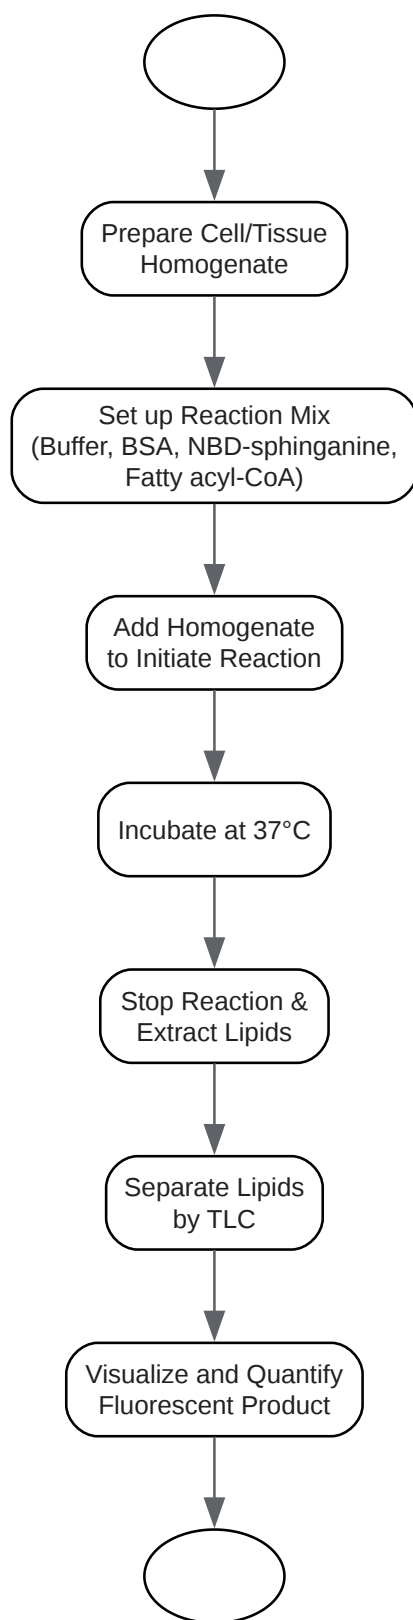 Prepare Cell/Tissue
Homogenate
Set up Reaction Mix
(Buffer, BSA, NBD-sphinganine,
Fatty acyl-CoA)
Add Homogenate
to Initiate Reaction
Incubate at 37°C
Stop Reaction &
Extract Lipids
Separate Lipids
by TLC
Visualize and Quantify
Fluorescent Product